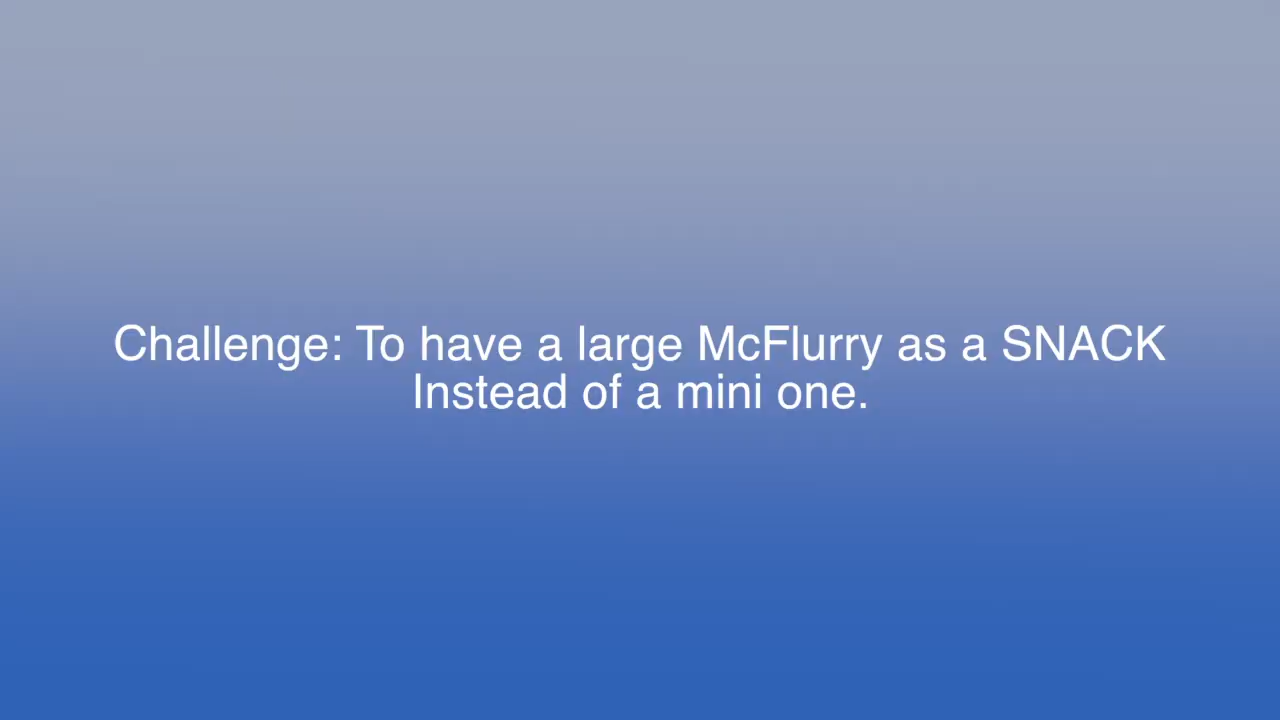 Challenge: To have a large McFlurry as a SNACK
Instead of a mini one.